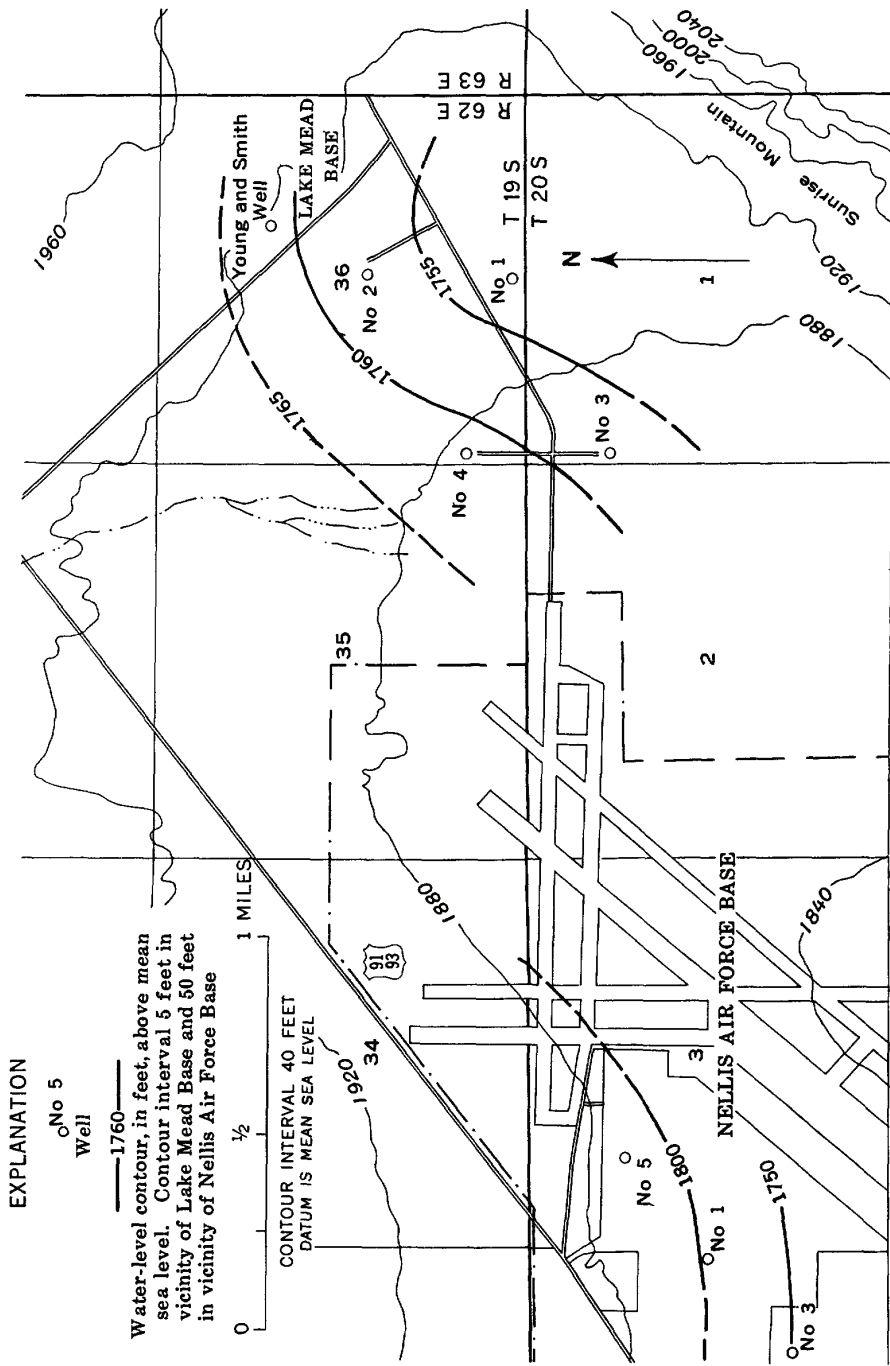 EXPLANATION
No 5
Well
1760
Water-level contour, in feet, above mean
sea level. Contour interval 5 feet in
vicinity of Lake Mead Base and 50 feet
in vicinity of Nellis Air Force Base
0
½
1 MILES
CONTOUR INTERVAL 40 FEET
DATUM IS MEAN SEA LEVEL
1960
Young and Smith
Well
LAKE MEAD
BASE
1765
1760
1755
36
No 2
35
91
93
34
1920
1880
No 4
T 19 S
T 20 S
R 62 E
R 63 E
No 1
No 3
N
1
2
3
Sunrise
Mountain
1880
1920
1960
2000
2040
No 5
1800
No 1
1750
No 3
NELLIS AIR FORCE BASE
1840